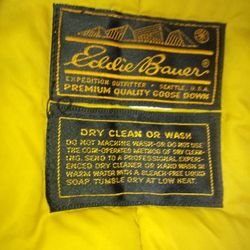 Eddie Bauer®
EXPEDITION OUTFITTER • SEATTLE, U.S.A.
PREMIUM QUALITY GOOSE DOWN
DRY CLEAN OR WASH
DO NOT MACHINE WASH - OR DO NOT USE
THE COIN-OPERATED METHOD OF DRY CLEAN-
ING. SEND TO A PROFESSIONAL EXPERI-
ENCED DRY CLEANER OR HAND WASH IN
WARM WATER WITH A BLEACH-FREE LIQUID
SOAP. TUMBLE DRY AT LOW HEAT.